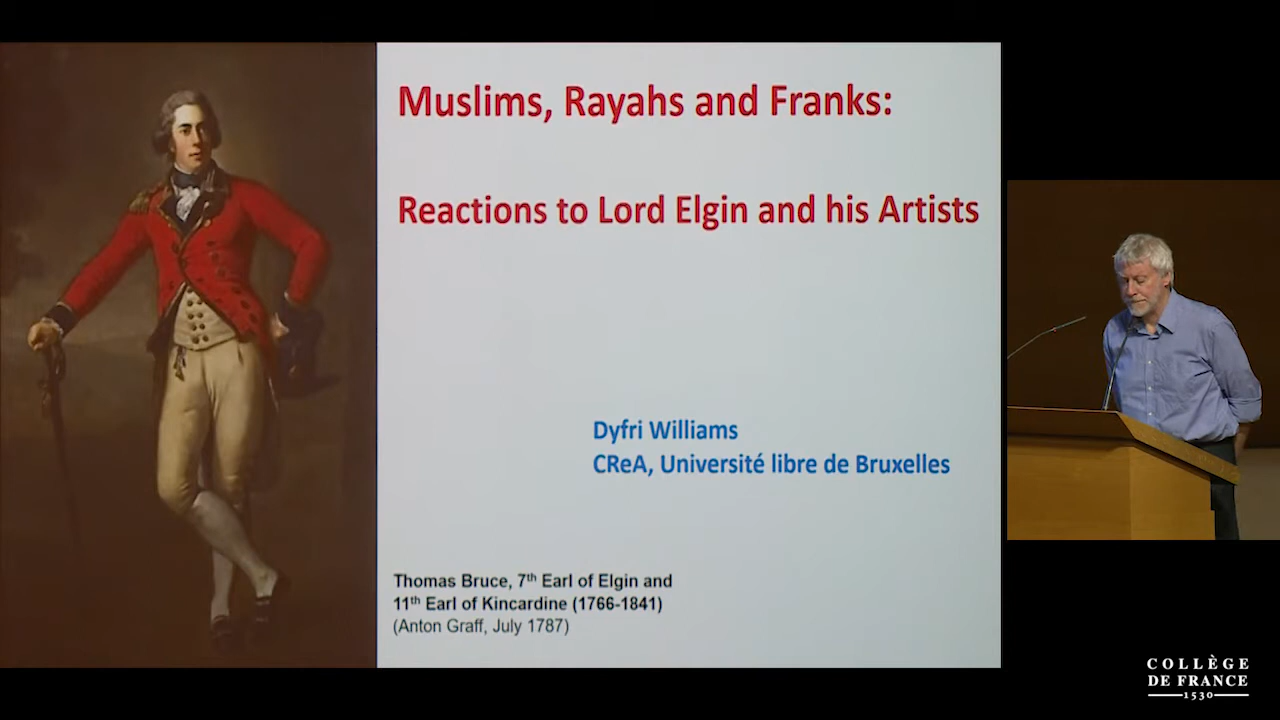 Muslims, Rayahs and Franks:
Reactions to Lord Elgin and his Artists
Dyfri Williams
CReA, Université libre de Bruxelles
Thomas Bruce, 7th Earl of Elgin and
11th Earl of Kincardine (1766-1841)
(Anton Graff, July 1787)
COLLÈGE
DE FRANCE
1530